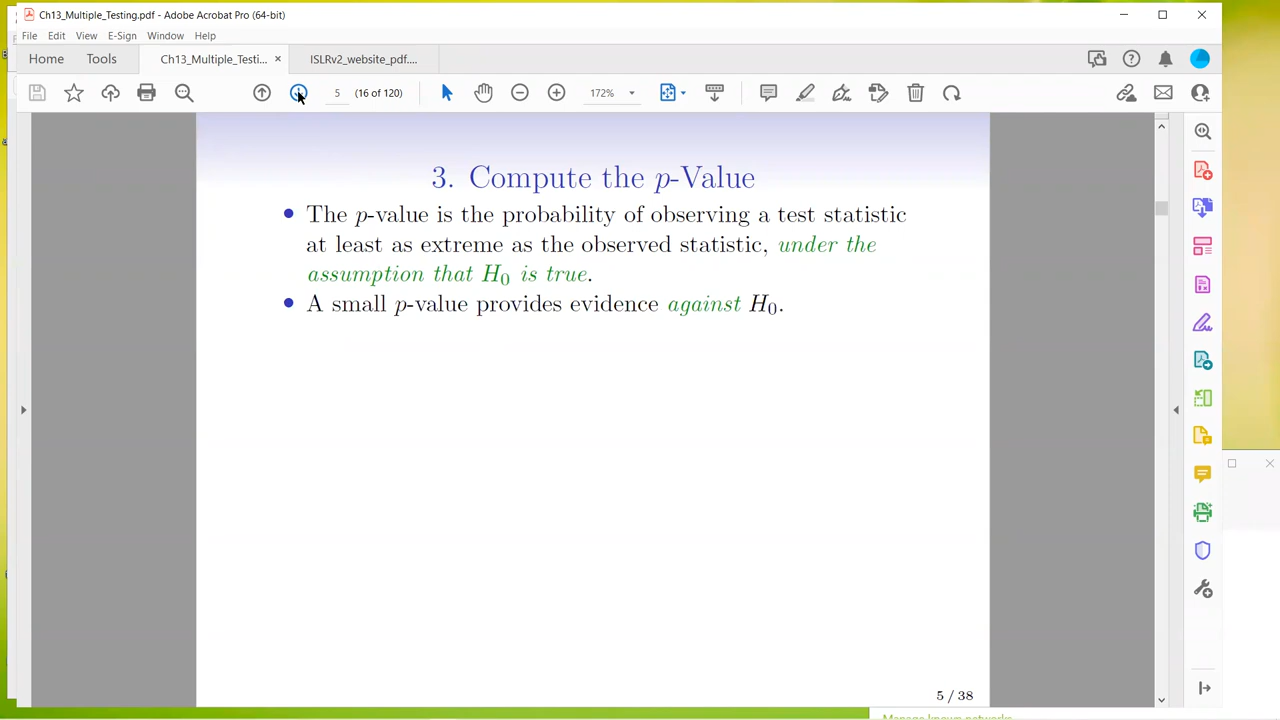 Ch13_Multiple_Testing.pdf - Adobe Acrobat Pro (64-bit)
File Edit View E-Sign Window Help
Home Tools Ch13_Multiple_Testi... × ISLRv2_website_pdf....
5 (16 of 120) 172%
3. Compute the p-Value
• The p-value is the probability of observing a test statistic
at least as extreme as the observed statistic, under the
assumption that H₀ is true.
• A small p-value provides evidence against H₀.
5 / 38
Manage known networks